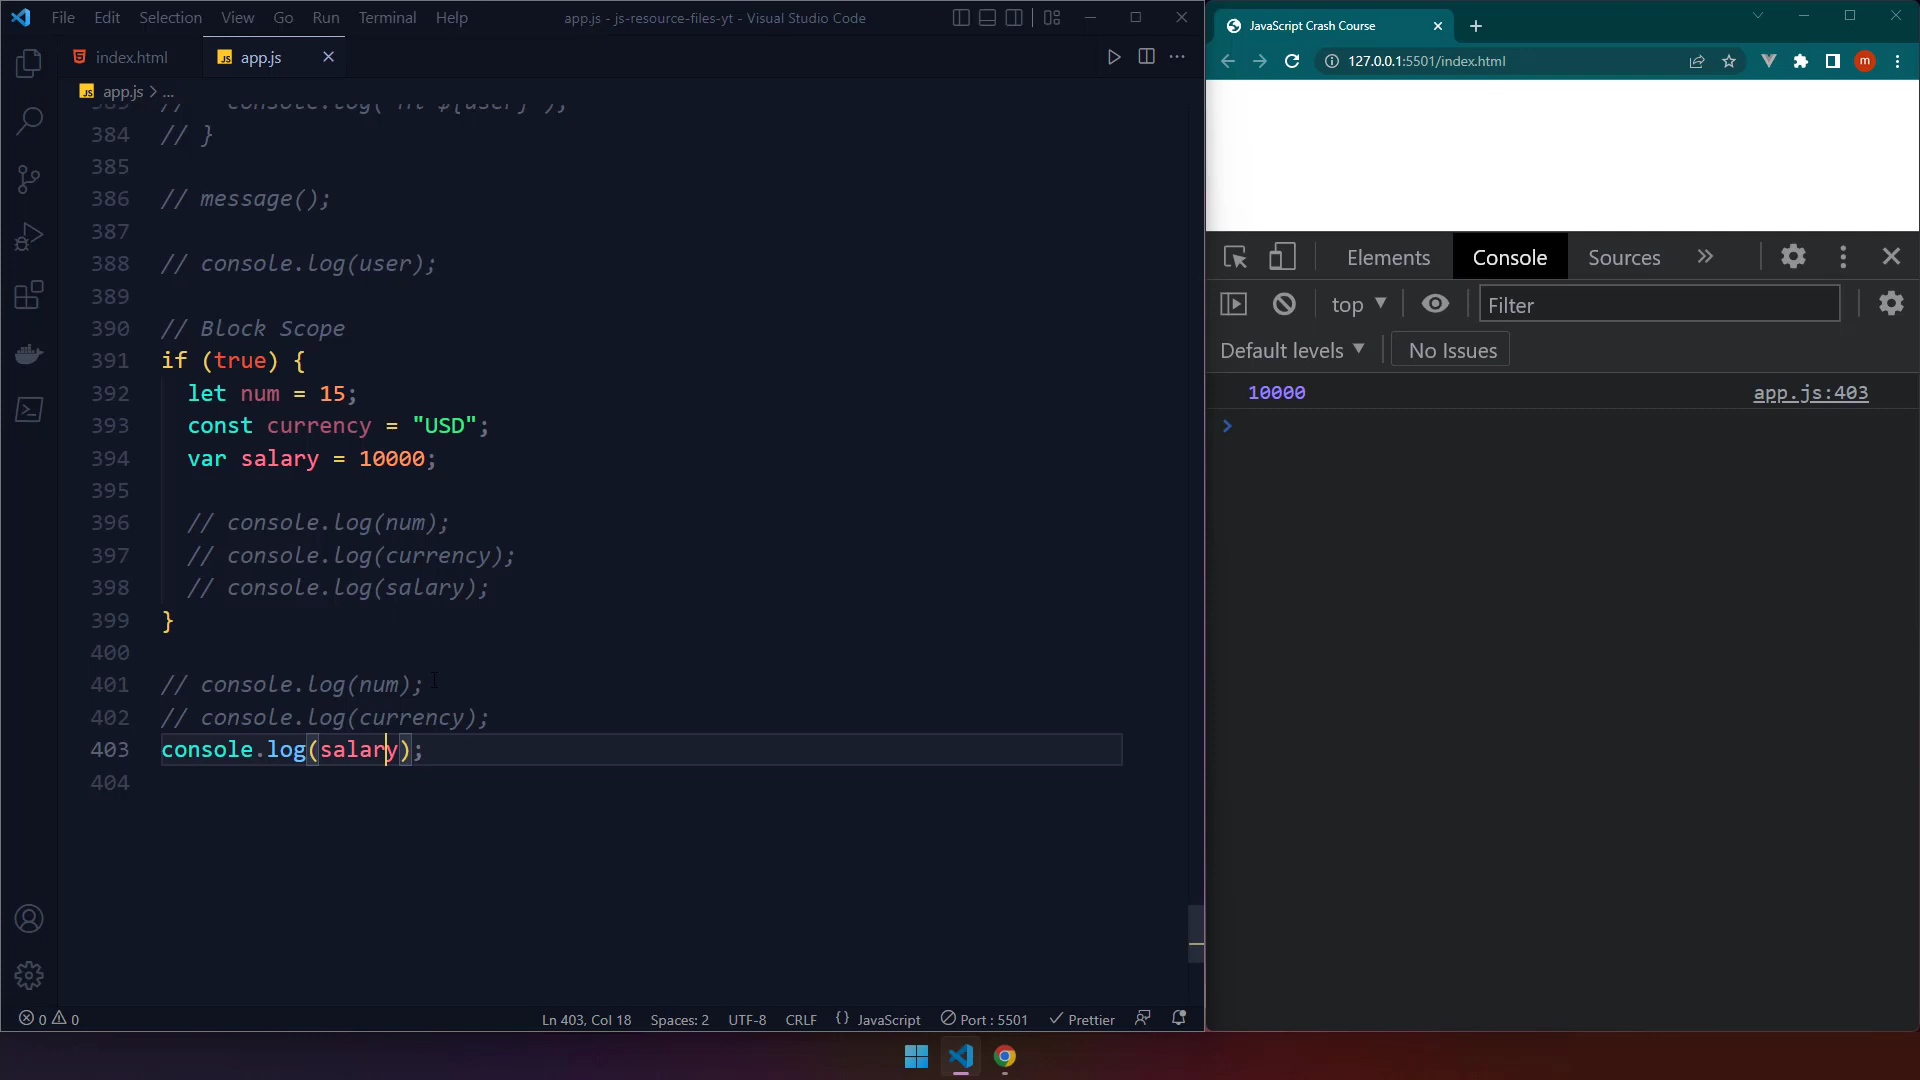 File Edit Selection View Go Run Terminal Help
app.js - js-resource-files-yt - Visual Studio Code
index.html
JS app.js
JS app.js > ...
384 // }
385
386 // message();
387
388 // console.log(user);
389
390 // Block Scope
391 if (true) {
392 let num = 15;
393 const currency = "USD";
394 var salary = 10000;
395
396 // console.log(num);
397 // console.log(currency);
398 // console.log(salary);
399 }
400
401 // console.log(num);
402 // console.log(currency);
403 console.log(salary);
404
0 0
Ln 403, Col 18 Spaces: 2 UTF-8 CRLF {} JavaScript Port : 5501 Prettier
JavaScript Crash Course
127.0.0.1:5501/index.html
m
Elements Console Sources »
top Filter
Default levels No Issues
10000 app.js:403
>